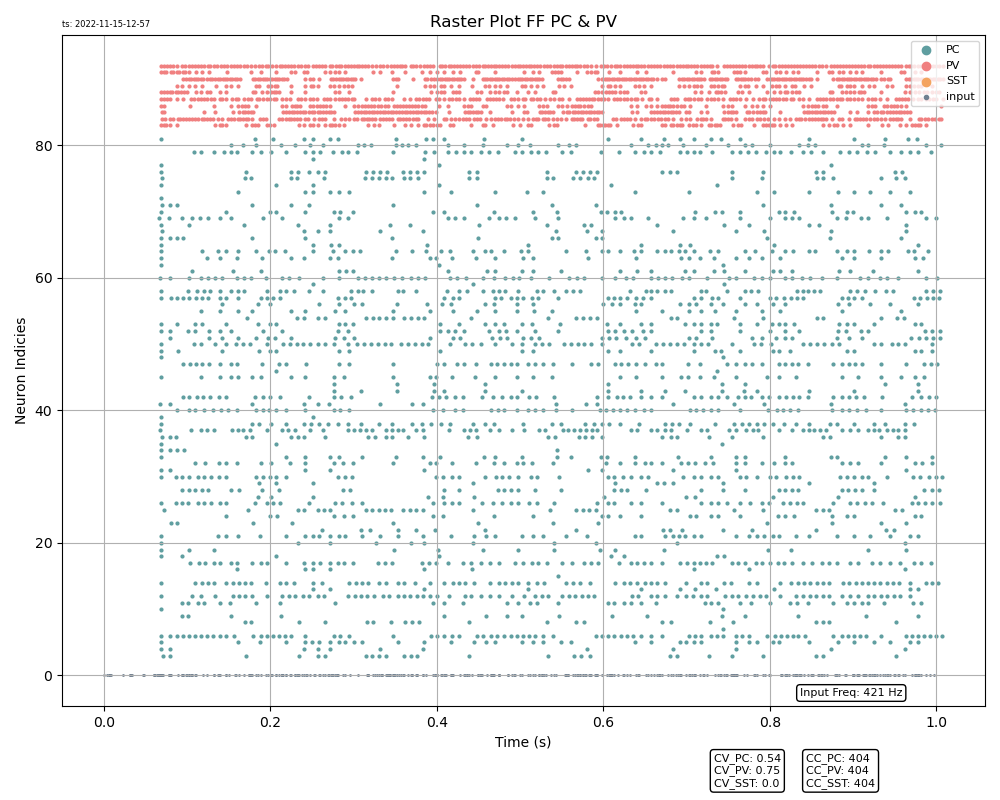 ts: 2022-11-15-12-57
Raster Plot FF PC & PV
PC
PV
SST
input
Neuron Indicies
80
60
40
20
0
0.0 0.2 0.4 0.6 0.8 1.0
Time (s)
Input Freq: 421 Hz
CV_PC: 0.54
CV_PV: 0.75
CV_SST: 0.0
CC_PC: 404
CC_PV: 404
CC_SST: 404